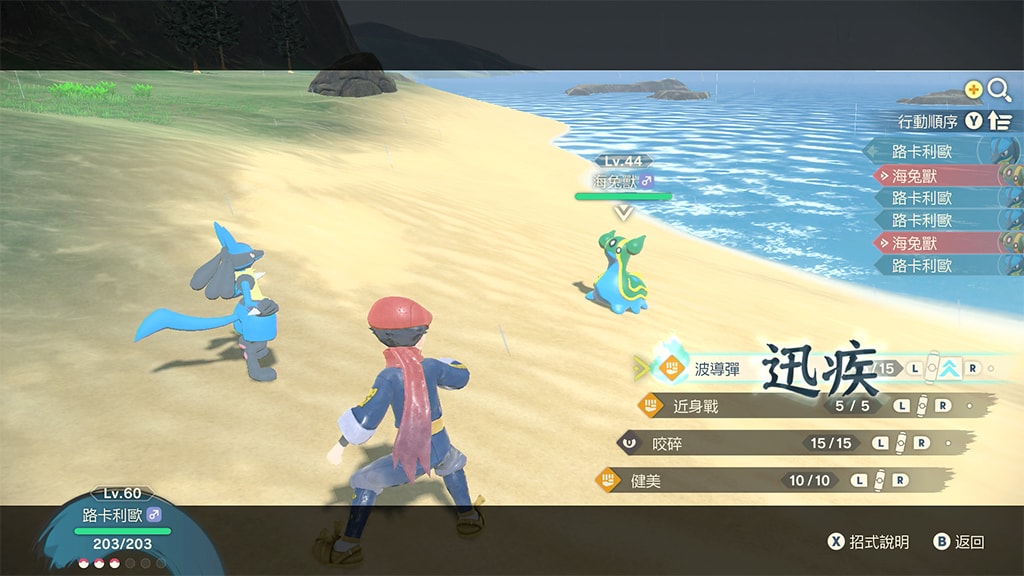 行動順序 Y
路卡利歐
海兔獸
路卡利歐
路卡利歐
海兔獸
路卡利歐
Lv.44
海兔獸♂
波導彈 迅疾 /15 L R
近身戰 5/5 L R
咬碎 15/15 L R
健美 10/10 L R
Lv.60
路卡利歐♂
203/203
X 招式說明 B 返回